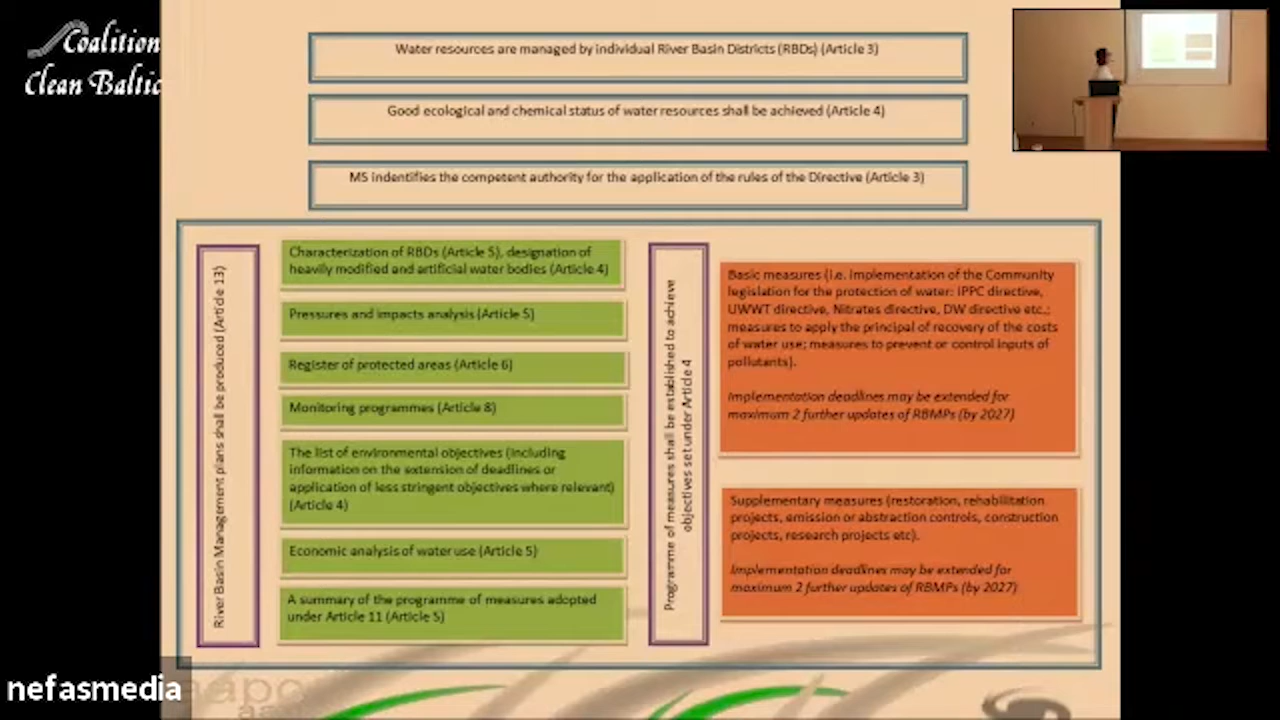 Coalition
Clean Baltic
Water resources are managed by individual River Basin Districts (RBDs) (Article 3)
Good ecological and chemical status of water resources shall be achieved (Article 4)
MS indentifies the competent authority for the application of the rules of the Directive (Article 3)
River Basin Management plans shall be produced (Article 13)
Characterization of RBDs (Article 5), designation of
heavily modified and artificial water bodies (Article 4)
Pressures and impacts analysis (Article 5)
Register of protected areas (Article 6)
Monitoring programmes (Article 8)
The list of environmental objectives (including
information on the extension of deadlines or
application of less stringent objectives where relevant)
(Article 4)
Economic analysis of water use (Article 5)
A summary of the programme of measures adopted
under Article 11 (Article 5)
Programme of measures shall be established to achieve
objectives set under Article 4
Basic measures (i.e. implementation of the Community
legislation for the protection of water: IPPC directive,
UWWT directive, Nitrates directive, DW directive etc.;
measures to apply the principal of recovery of the costs
of water use; measures to prevent or control inputs of
pollutants).
Implementation deadlines may be extended for
maximum 2 further updates of RBMPs (by 2027)
Supplementary measures (restoration, rehabilitation
projects, emission or abstraction controls, construction
projects, research projects etc).
Implementation deadlines may be extended for
maximum 2 further updates of RBMPs (by 2027)
nefasmedia